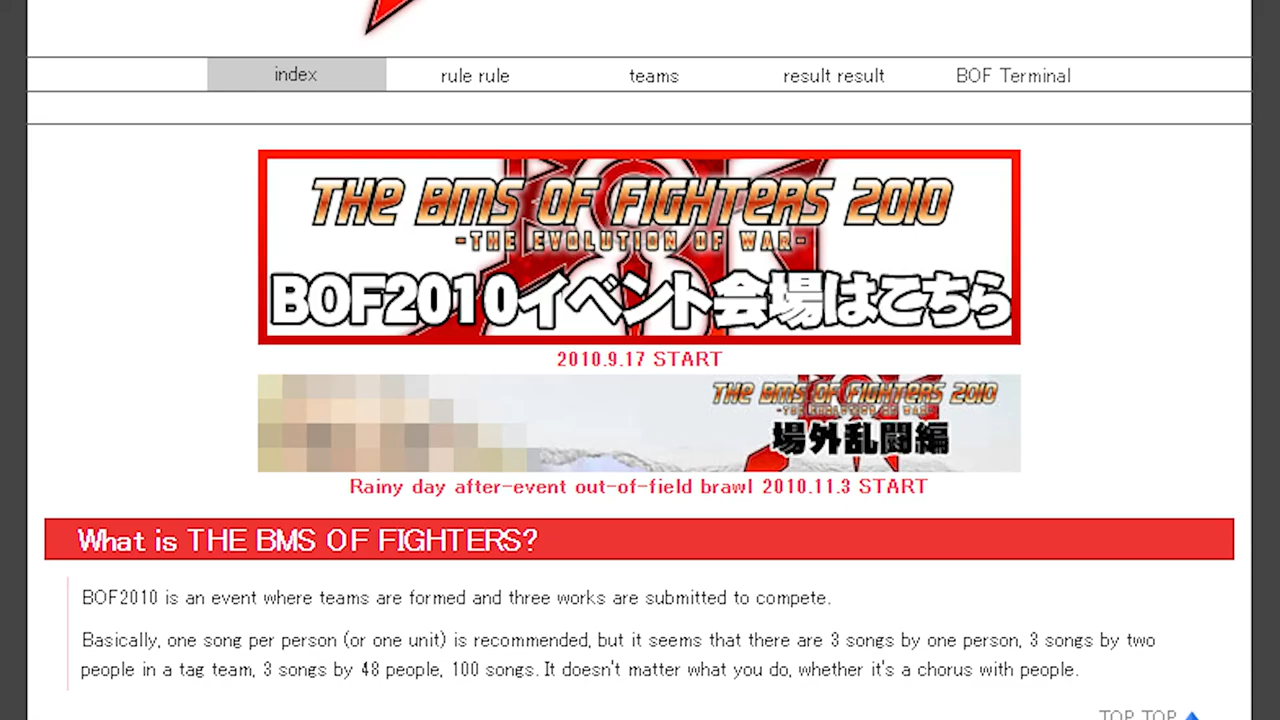 index
rule rule
teams
result result
BOF Terminal
THE BMS OF FIGHTERS 2010
-THE EVOLUTION OF WAR-
BOF2010イベント会場はこちら
2010.9.17 START
THE BMS OF FIGHTERS 2010
-THE EVOLUTION OF WAR-
場外乱闘編
Rainy day after-event out-of-field brawl 2010.11.3 START
What is THE BMS OF FIGHTERS?
BOF2010 is an event where teams are formed and three works are submitted to compete.
Basically, one song per person (or one unit) is recommended, but it seems that there are 3 songs by one person, 3 songs by two
people in a tag team, 3 songs by 48 people, 100 songs. It doesn't matter what you do, whether it's a chorus with people.
TOP TOP